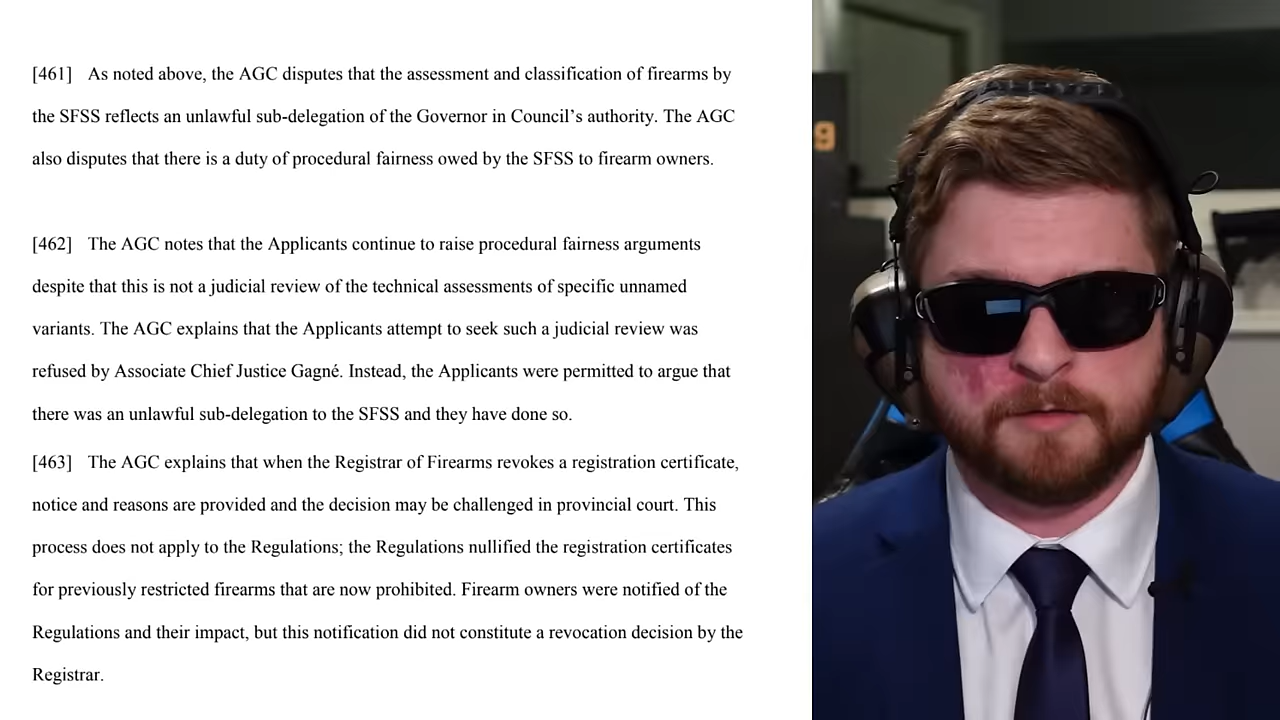 [461] As noted above, the AGC disputes that the assessment and classification of firearms by
the SFSS reflects an unlawful sub-delegation of the Governor in Council’s authority. The AGC
also disputes that there is a duty of procedural fairness owed by the SFSS to firearm owners.
[462] The AGC notes that the Applicants continue to raise procedural fairness arguments
despite that this is not a judicial review of the technical assessments of specific unnamed
variants. The AGC explains that the Applicants attempt to seek such a judicial review was
refused by Associate Chief Justice Gagné. Instead, the Applicants were permitted to argue that
there was an unlawful sub-delegation to the SFSS and they have done so.
[463] The AGC explains that when the Registrar of Firearms revokes a registration certificate,
notice and reasons are provided and the decision may be challenged in provincial court. This
process does not apply to the Regulations; the Regulations nullified the registration certificates
for previously restricted firearms that are now prohibited. Firearm owners were notified of the
Regulations and their impact, but this notification did not constitute a revocation decision by the
Registrar.
9